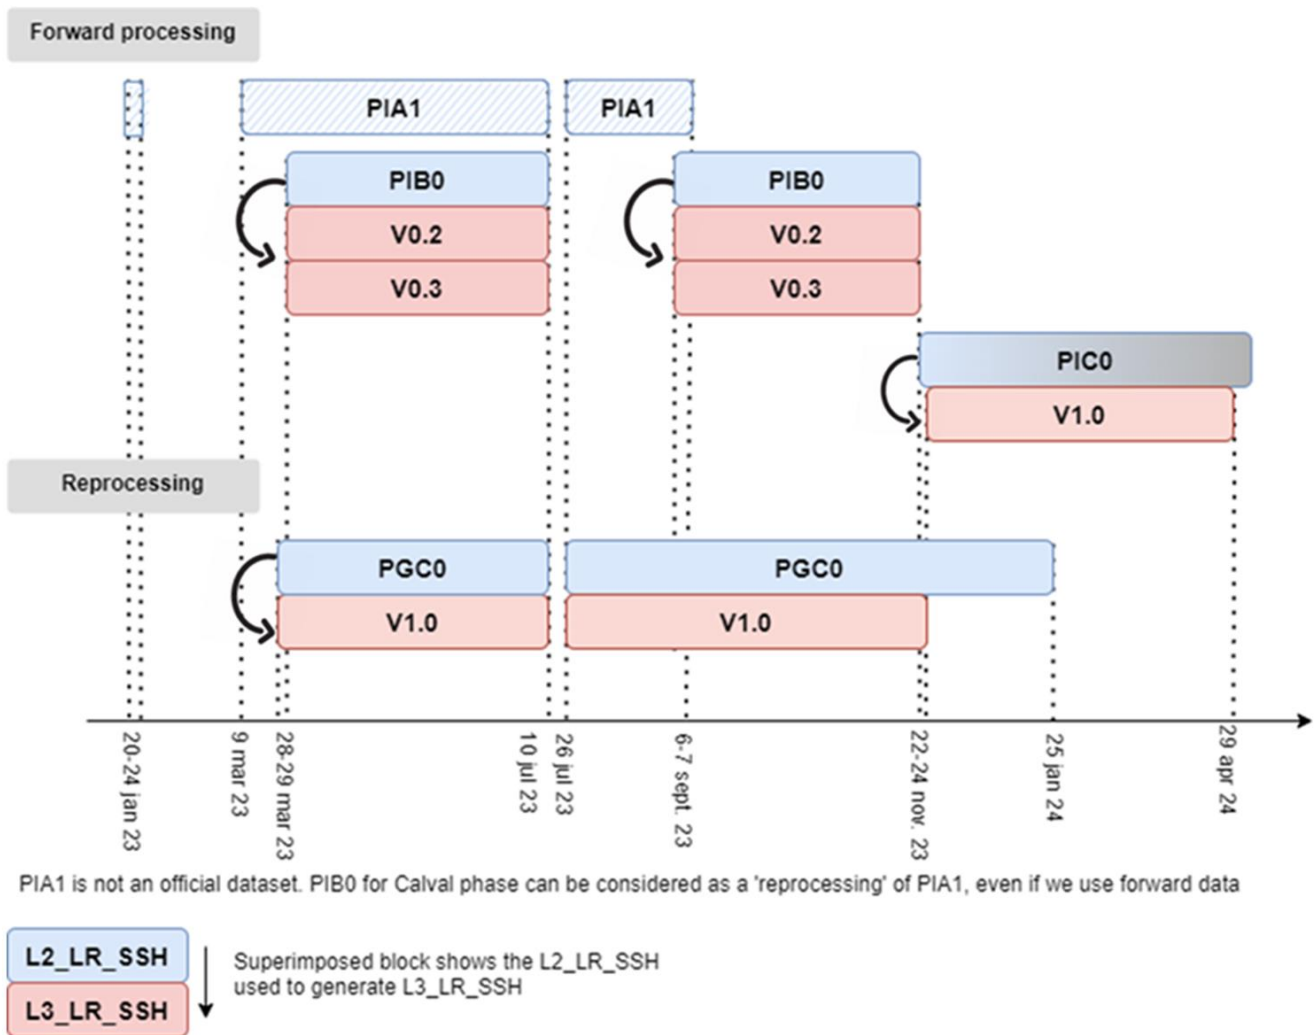 Forward processing
PIA1
PIA1
PIB0
PIB0
V0.2
V0.2
V0.3
V0.3
PIC0
V1.0
Reprocessing
PGC0
PGC0
V1.0
V1.0
20-24 jan 23
9 mar 23
28-29 mar 23
10 jul 23
26 jul 23
6-7 sept. 23
22-24 nov. 23
25 jan 24
29 apr 24
PIA1 is not an official dataset. PIB0 for Calval phase can be considered as a 'reprocessing' of PIA1, even if we use forward data
L2_LR_SSH
L3_LR_SSH
Superimposed block shows the L2_LR_SSH
used to generate L3_LR_SSH